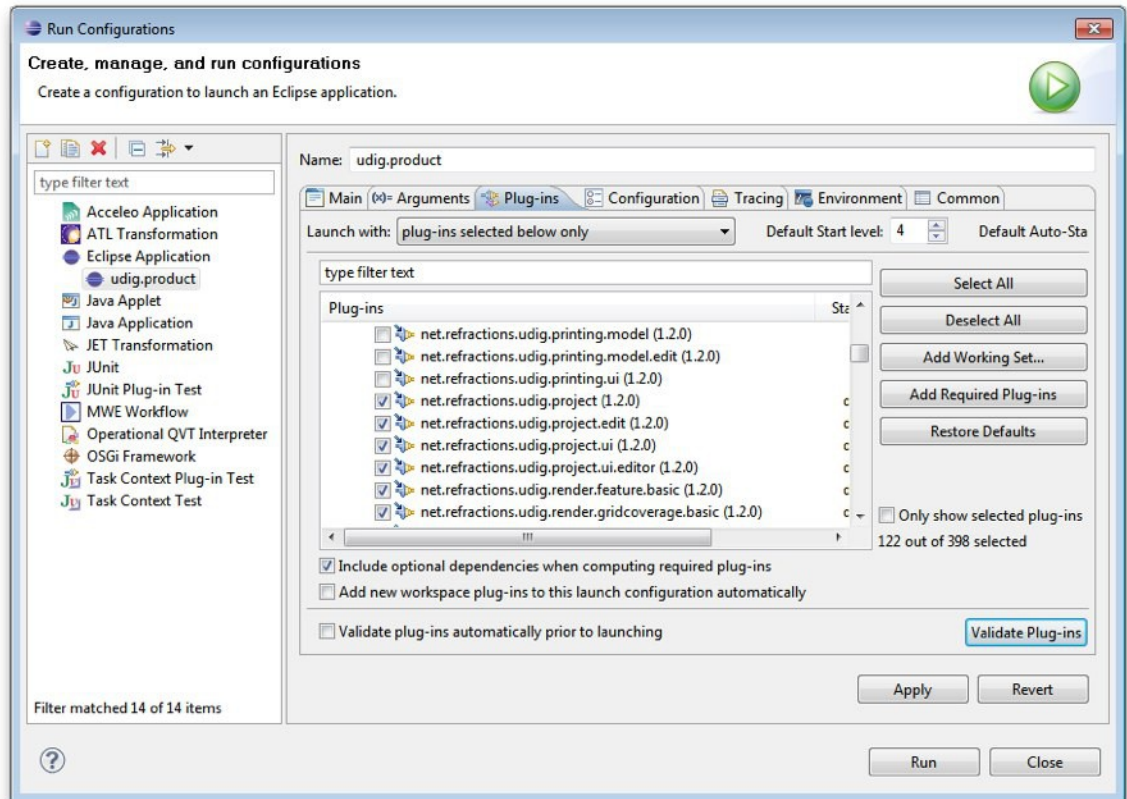 Run Configurations
Create, manage, and run configurations
Create a configuration to launch an Eclipse application.
type filter text
Acceleo Application
ATL Transformation
Eclipse Application
udig.product
Java Applet
Java Application
JET Transformation
Ju JUnit
JUnit Plug-in Test
MWE Workflow
Operational QVT Interpreter
OSGi Framework
Task Context Plug-in Test
Task Context Test
Filter matched 14 of 14 items
Name: udig.product
Main (x)= Arguments Plug-ins Configuration Tracing Environment Common
Launch with: plug-ins selected below only Default Start level: 4 Default Auto-Sta
type filter text
Plug-ins Sta
net.refractions.udig.printing.model (1.2.0)
net.refractions.udig.printing.model.edit (1.2.0)
net.refractions.udig.printing.ui (1.2.0)
net.refractions.udig.project (1.2.0) d
net.refractions.udig.project.edit (1.2.0) d
net.refractions.udig.project.ui (1.2.0) d
net.refractions.udig.project.ui.editor (1.2.0) d
net.refractions.udig.render.feature.basic (1.2.0) d
net.refractions.udig.render.gridcoverage.basic (1.2.0) d
Select All
Deselect All
Add Working Set...
Add Required Plug-ins
Restore Defaults
Only show selected plug-ins
122 out of 398 selected
Include optional dependencies when computing required plug-ins
Add new workspace plug-ins to this launch configuration automatically
Validate plug-ins automatically prior to launching
Validate Plug-ins
Apply Revert
? Run Close